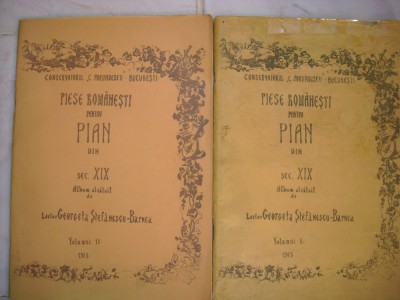 CONSERVATORUL „C. PORUMBESCU" - BUCUREȘTI
PIESE ROMÂNEȘTI
PENTRU
PIAN
DIN
SEC. XIX
Album alcătuit
de
Lector Georgeta Ștefănescu-Barnea
Volumul II
1965
CONSERVATORUL „C. PORUMBESCU" - BUCUREȘTI
PIESE ROMÂNEȘTI
PENTRU
PIAN
DIN
SEC. XIX
Album alcătuit
de
Lector Georgeta Ștefănescu-Barnea
Volumul